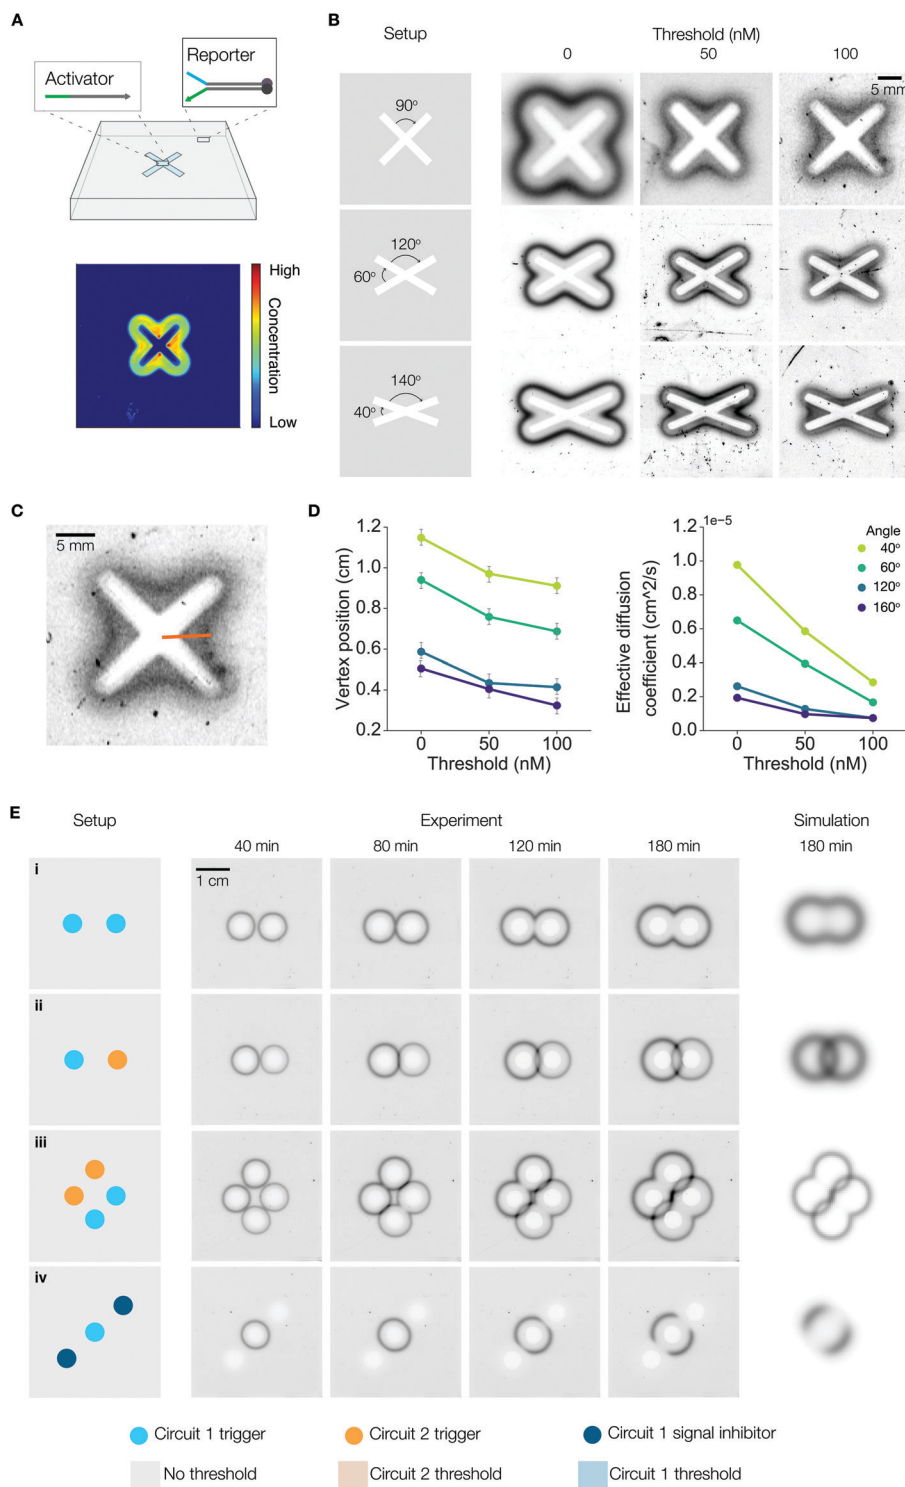 A
Activator
Reporter
High
Concentration
Low
B
Setup
Threshold (nM)
0
50
100
5 mm
90º
120º
60º
140º
40º
C
5 mm
D
1.2
1.0
0.8
0.6
0.4
0.2
Vertex position (cm)
0
50
100
Threshold (nM)
1e−5
1.2
1.0
0.8
0.6
0.4
0.2
0.0
Effective diffusion
coefficient (cm^2/s)
0
50
100
Threshold (nM)
Angle
40º
60º
120º
160º
E
Setup
Experiment
Simulation
40 min
80 min
120 min
180 min
180 min
i
1 cm
ii
iii
iv
Circuit 1 trigger
Circuit 2 trigger
Circuit 1 signal inhibitor
No threshold
Circuit 2 threshold
Circuit 1 threshold